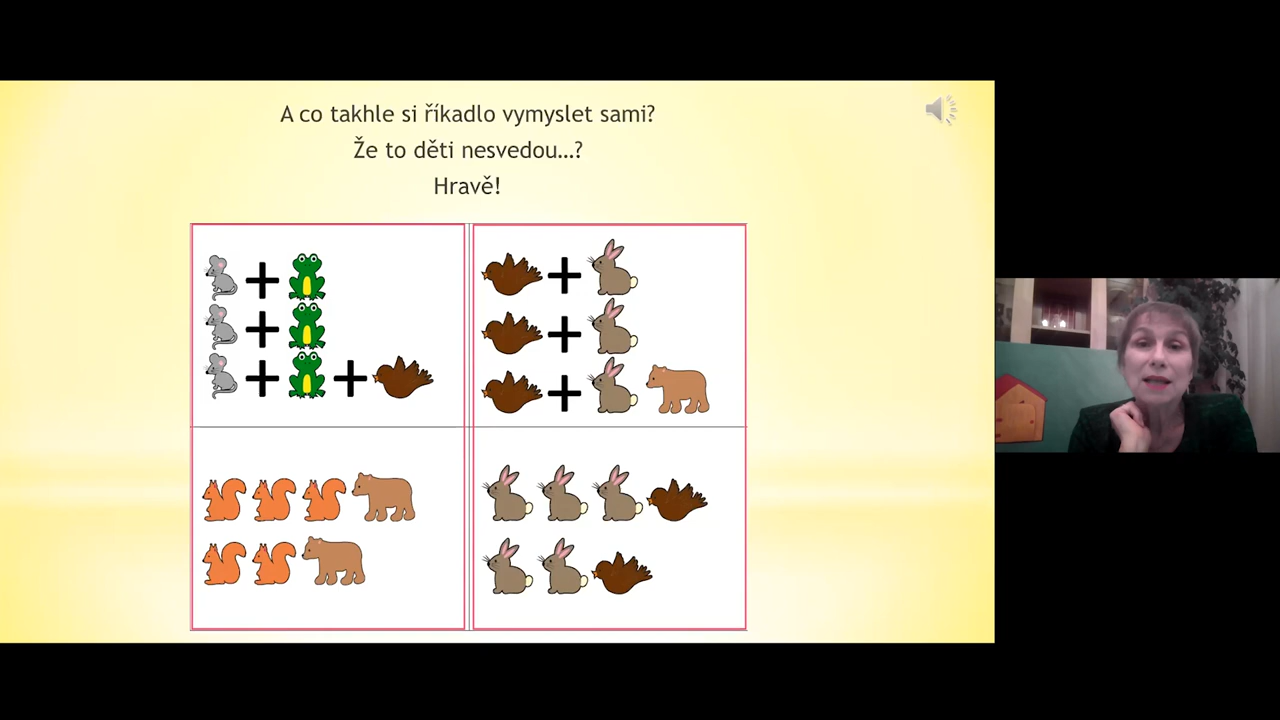 A co takhle si říkadlo vymyslet sami?
Že to děti nesvedou…?
Hravě!